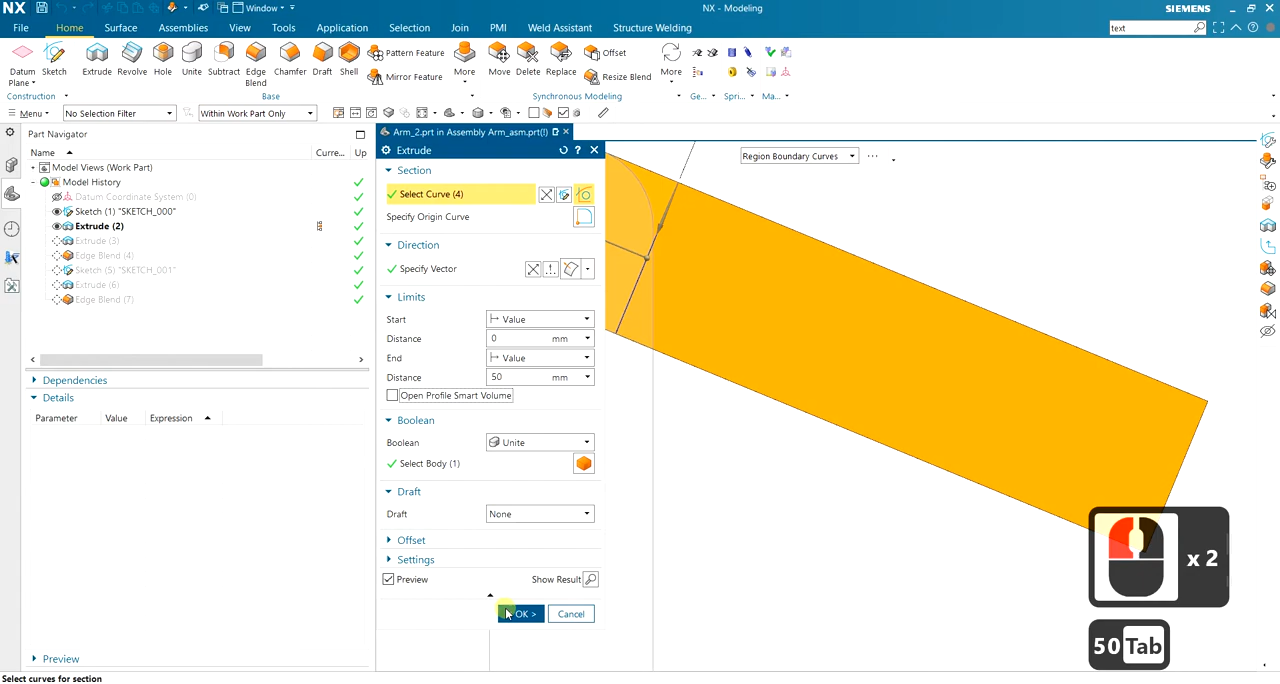 NX Window NX - Modeling SIEMENS
File Home Surface Assemblies View Tools Application Curve Selection Join PMI Weld Assistant Structure Welding text
Datum Plane Sketch Extrude Revolve Hole Unite Subtract Edge Blend Chamfer Draft Shell Pattern Feature Mirror Feature More Move Delete Replace Offset Resize Blend More
Construction Base Synchronous Modeling Ge... Spri... Ma...
Menu No Selection Filter Within Work Part Only
Part Navigator
Name Curre... Up
Model Views (Work Part)
Model History
Datum Coordinate System (0)
Sketch (1) "SKETCH_000"
Extrude (2)
Extrude (3)
Edge Blend (4)
Sketch (5) "SKETCH_001"
Extrude (6)
Edge Blend (7)
Dependencies
Details
Parameter Value Expression
Preview
Arm_2.prt in Assembly Arm_asm.prt(!)
Extrude
Section
Select Curve (4)
Specify Origin Curve
Direction
Specify Vector
Limits
Start Value
Distance 0 mm
End Value
Distance 50 mm
Open Profile Smart Volume
Boolean
Boolean Unite
Select Body (1)
Draft
Draft None
Offset
Settings
Preview Show Result
OK > Cancel
Region Boundary Curves
x 2
50 Tab
Select curves for section